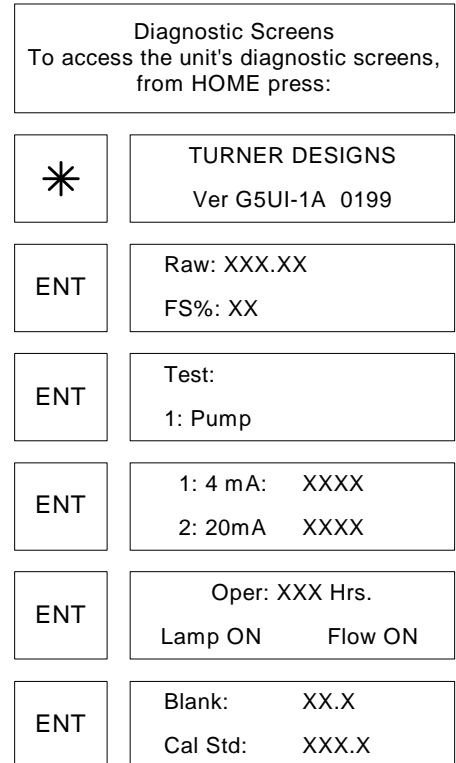 Diagnostic Screens
To access the unit's diagnostic screens,
from HOME press:
✳
TURNER DESIGNS
Ver G5UI-1A 0199
ENT
Raw: XXX.XX
FS%: XX
ENT
Test:
1: Pump
ENT
1: 4 mA: XXXX
2: 20mA XXXX
ENT
Oper: XXX Hrs.
Lamp ON Flow ON
ENT
Blank: XX.X
Cal Std: XXX.X